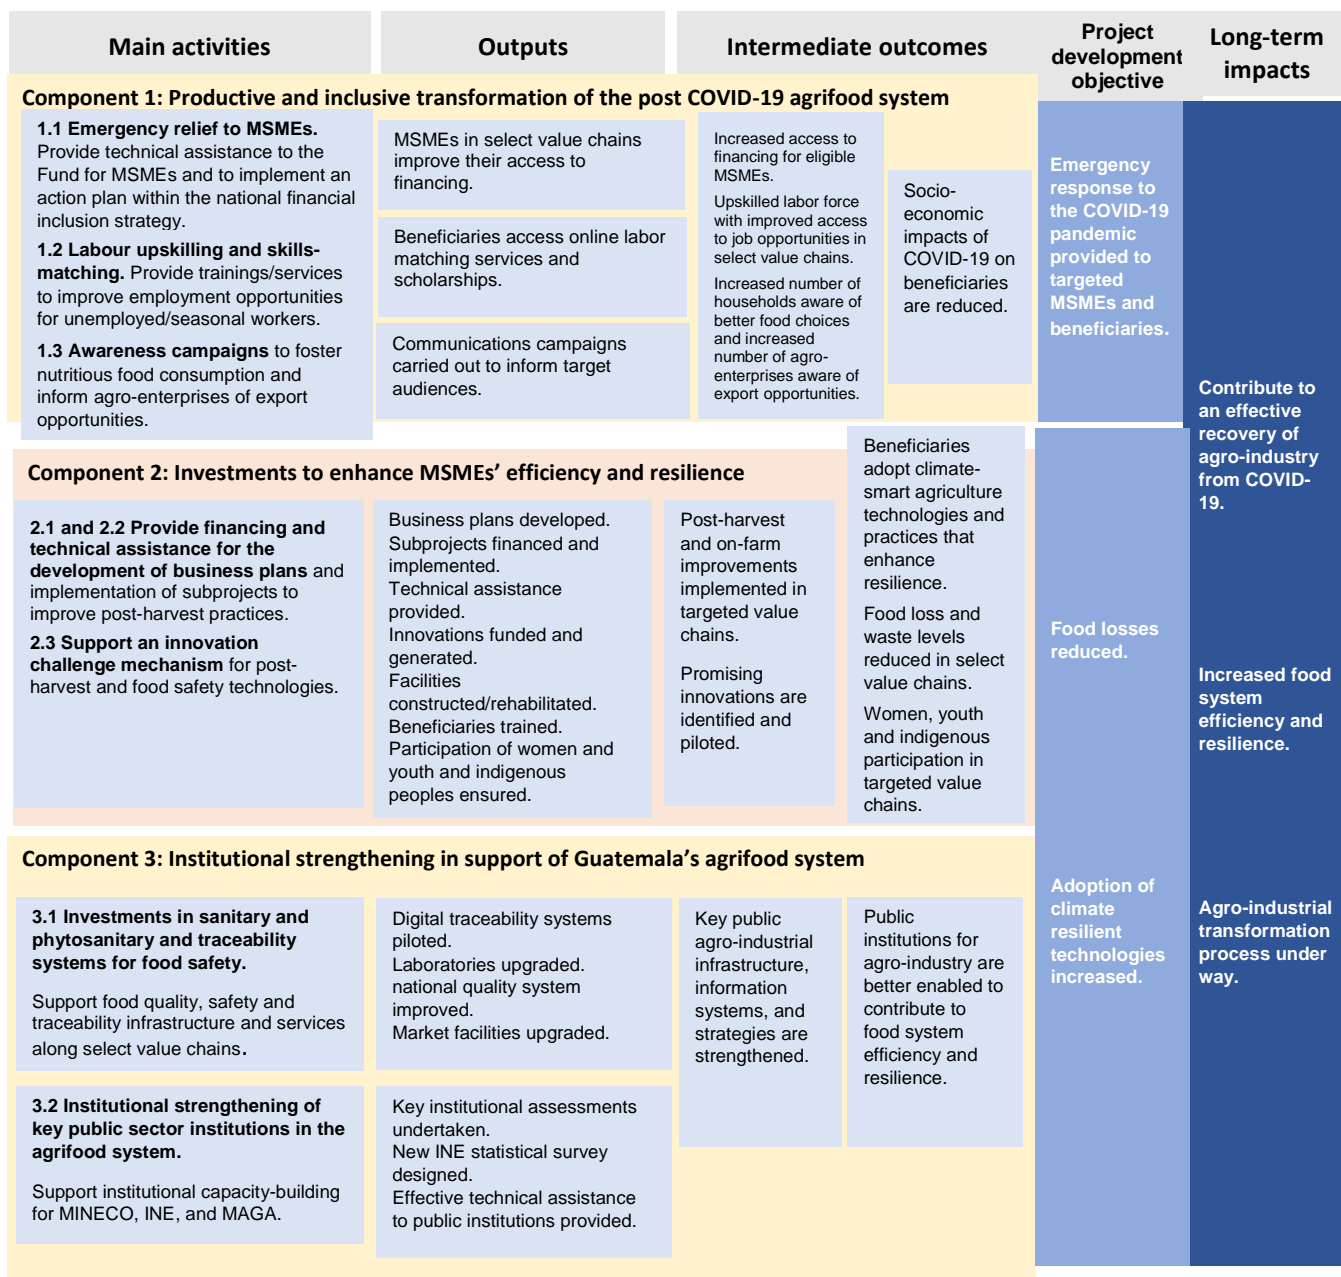 Main activities
Outputs
Intermediate outcomes
Project
development
objective
Long-term
impacts
Component 1: Productive and inclusive transformation of the post COVID-19 agrifood system
1.1 Emergency relief to MSMEs.
Provide technical assistance to the
Fund for MSMEs and to implement an
action plan within the national financial
inclusion strategy.
1.2 Labour upskilling and skills-
matching. Provide trainings/services
to improve employment opportunities
for unemployed/seasonal workers.
1.3 Awareness campaigns to foster
nutritious food consumption and
inform agro-enterprises of export
opportunities.
MSMEs in select value chains
improve their access to
financing.
Beneficiaries access online labor
matching services and
scholarships.
Communications campaigns
carried out to inform target
audiences.
Increased access to
financing for eligible
MSMEs.
Upskilled labor force
with improved access
to job opportunities in
select value chains.
Increased number of
households aware of
better food choices
and increased
number of agro-
enterprises aware of
export opportunities.
Socio-
economic
impacts of
COVID-19 on
beneficiaries
are reduced.
Emergency
response to
the COVID-19
pandemic
provided to
targeted
MSMEs and
beneficiaries.
Contribute to
an effective
recovery of
agro-industry
from COVID-
19.
Component 2: Investments to enhance MSMEs’ efficiency and resilience
2.1 and 2.2 Provide financing and
technical assistance for the
development of business plans and
implementation of subprojects to
improve post-harvest practices.
2.3 Support an innovation
challenge mechanism for post-
harvest and food safety technologies.
Business plans developed.
Subprojects financed and
implemented.
Technical assistance
provided.
Innovations funded and
generated.
Facilities
constructed/rehabilitated.
Beneficiaries trained.
Participation of women and
youth and indigenous
peoples ensured.
Post-harvest
and on-farm
improvements
implemented in
targeted value
chains.
Promising
innovations are
identified and
piloted.
Beneficiaries
adopt climate-
smart agriculture
technologies and
practices that
enhance
resilience.
Food loss and
waste levels
reduced in select
value chains.
Women, youth
and indigenous
participation in
targeted value
chains.
Food losses
reduced.
Increased food
system
efficiency and
resilience.
Component 3: Institutional strengthening in support of Guatemala’s agrifood system
3.1 Investments in sanitary and
phytosanitary and traceability
systems for food safety.
Support food quality, safety and
traceability infrastructure and services
along select value chains.
3.2 Institutional strengthening of
key public sector institutions in the
agrifood system.
Support institutional capacity-building
for MINECO, INE, and MAGA.
Digital traceability systems
piloted.
Laboratories upgraded.
national quality system
improved.
Market facilities upgraded.
Key institutional assessments
undertaken.
New INE statistical survey
designed.
Effective technical assistance
to public institutions provided.
Key public
agro-industrial
infrastructure,
information
systems, and
strategies are
strengthened.
Public
institutions for
agro-industry are
better enabled to
contribute to
food system
efficiency and
resilience.
Adoption of
climate
resilient
technologies
increased.
Agro-industrial
transformation
process under
way.